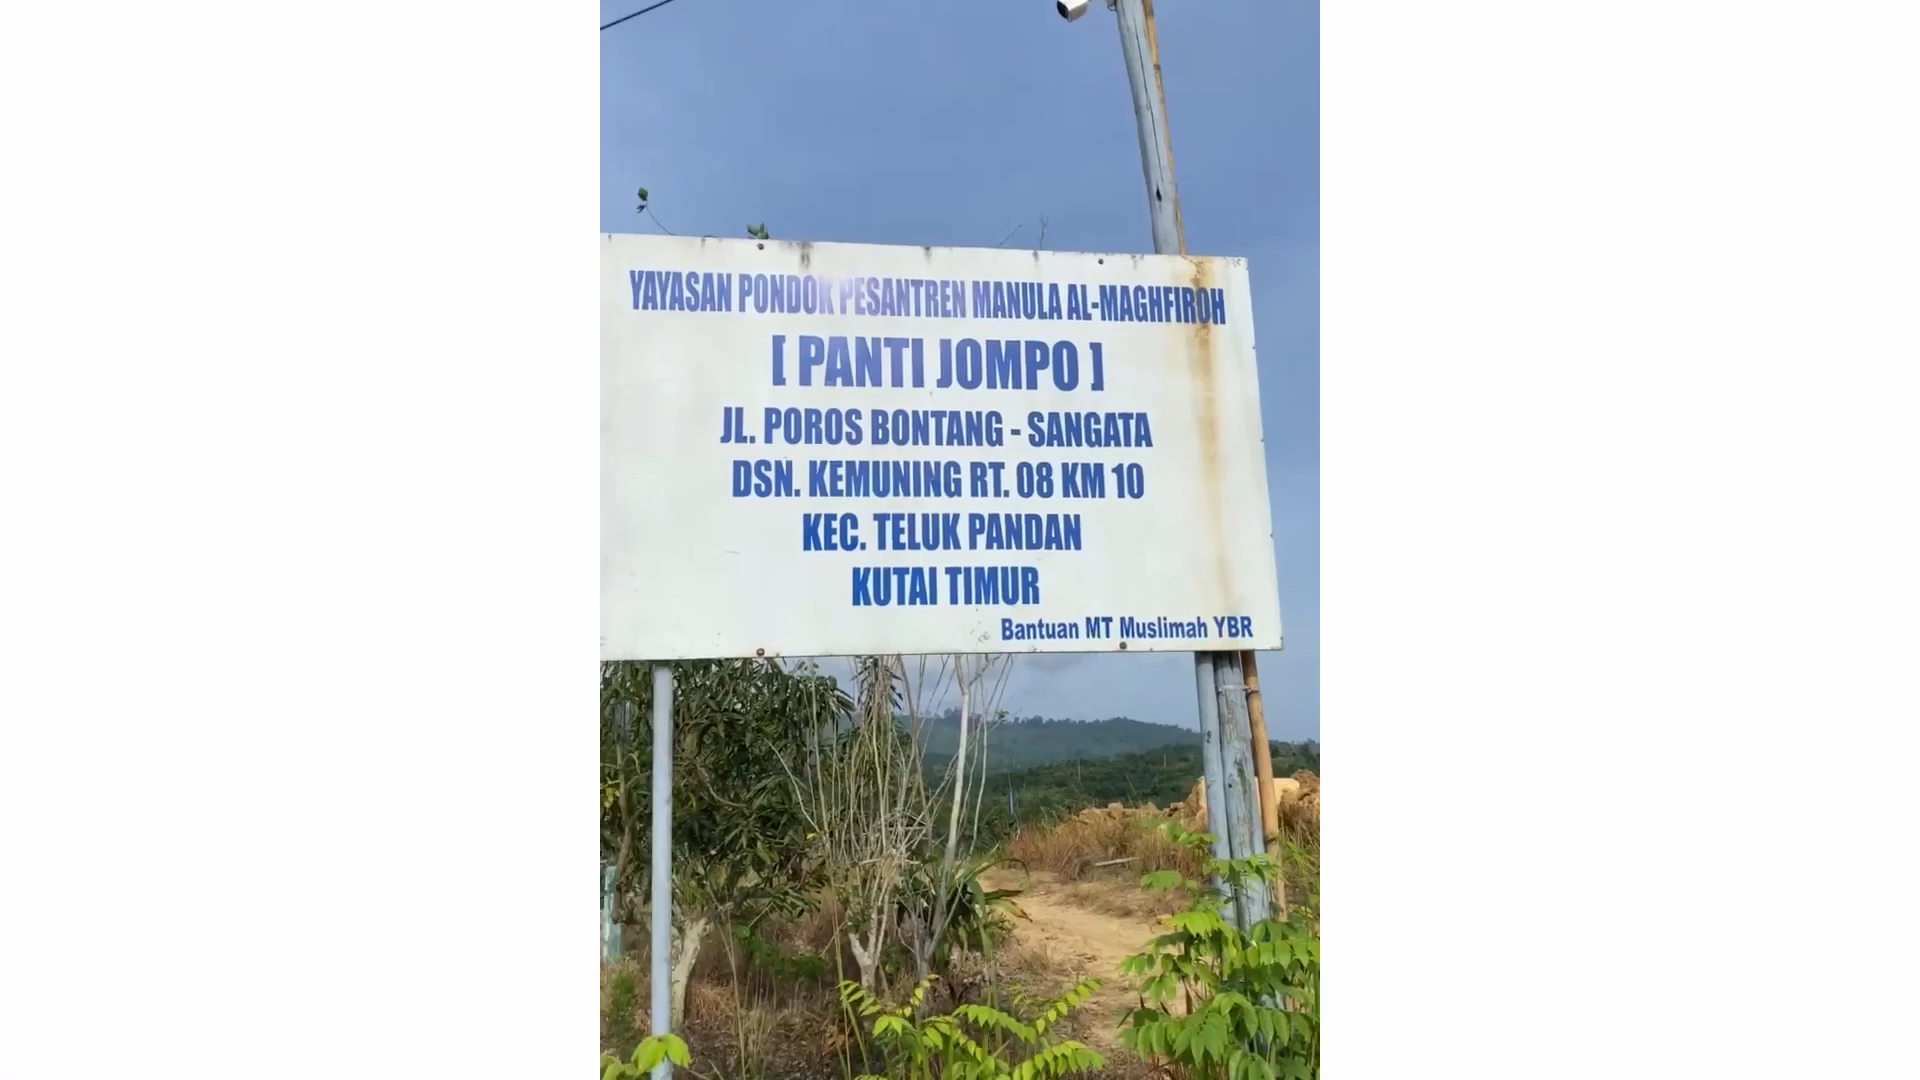 YAYASAN PONDOK PESANTREN MANULA AL-MAGHFIROH
[ PANTI JOMPO ]
JL. POROS BONTANG - SANGATA
DSN. KEMUNING RT. 08 KM 10
KEC. TELUK PANDAN
KUTAI TIMUR
Bantuan MT Muslimah YBR